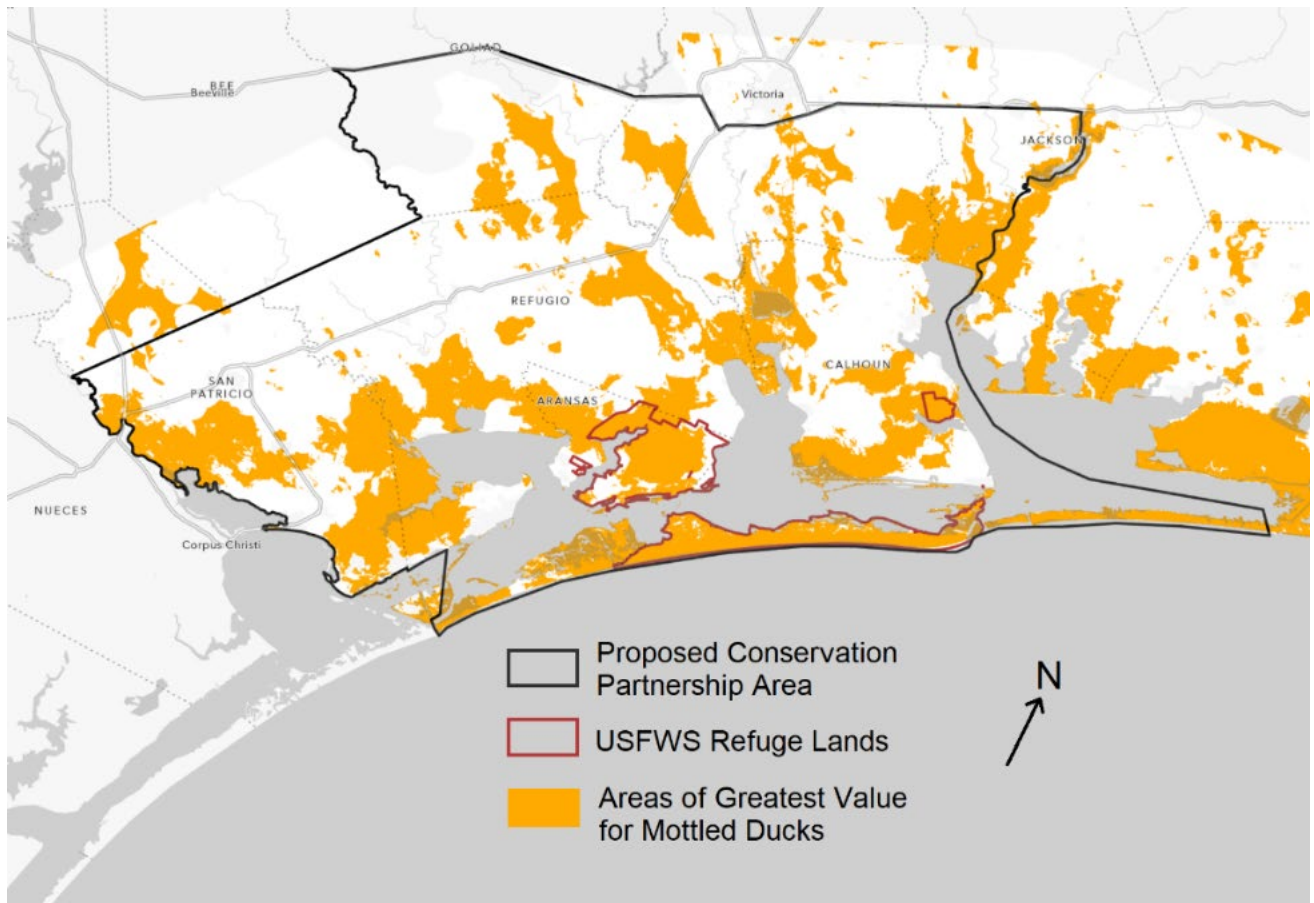 GOLIAD
BEE
Beeville
Victoria
JACKSON
REFUGIO
CALHOUN
SAN
PATRICIO
ARANSAS
NUECES
Corpus Christi
Proposed Conservation
Partnership Area
USFWS Refuge Lands
Areas of Greatest Value
for Mottled Ducks
N